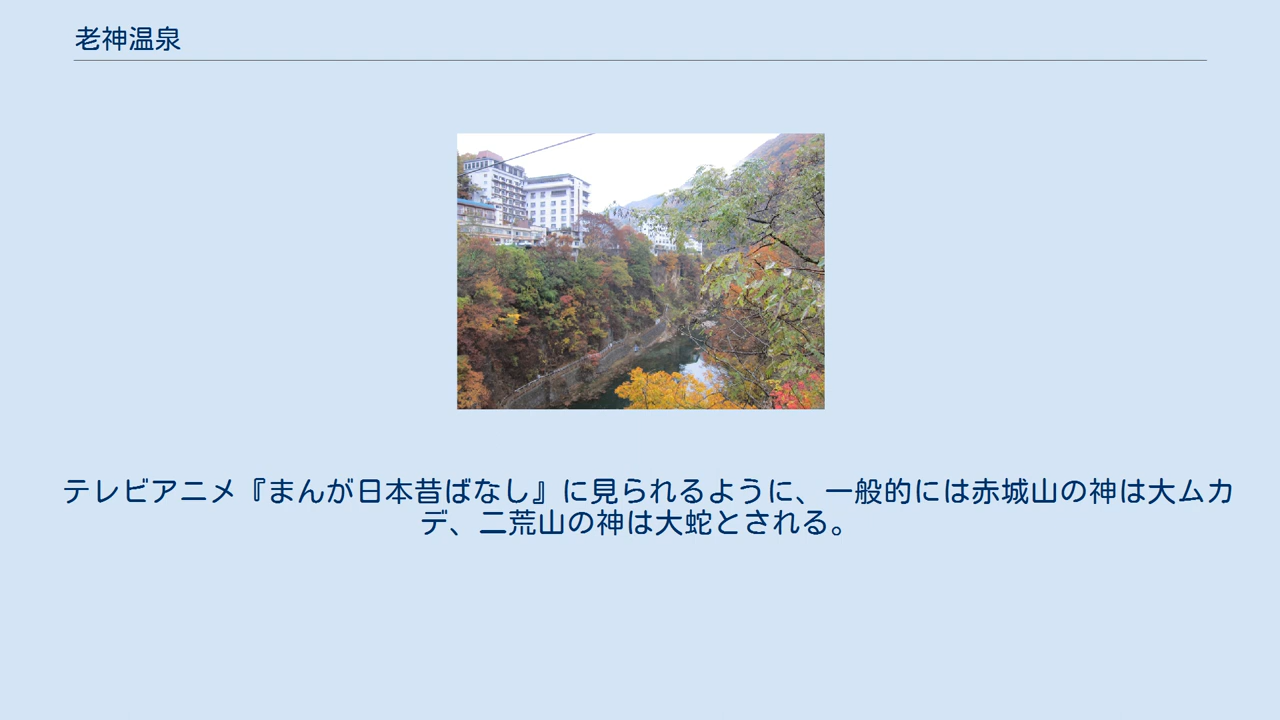 老神温泉
テレビアニメ『まんが日本昔ばなし』に見られるように、一般的には赤城山の神は大ムカ
デ、二荒山の神は大蛇とされる。